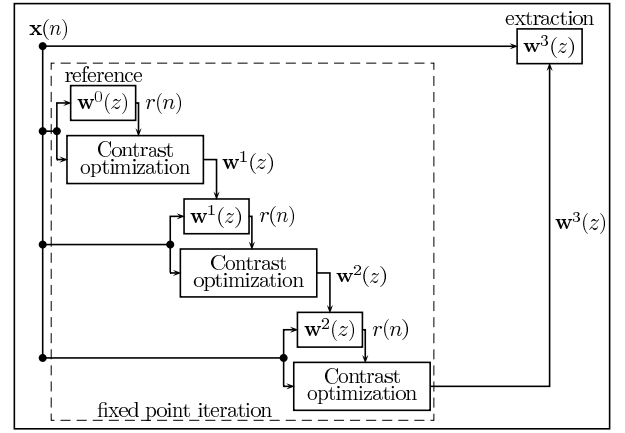 extraction
x(n)
w³(z)
reference
w⁰(z) r(n)
Contrast
optimization
w¹(z)
w¹(z) r(n)
w³(z)
Contrast
optimization
w²(z)
w²(z) r(n)
Contrast
optimization
fixed point iteration